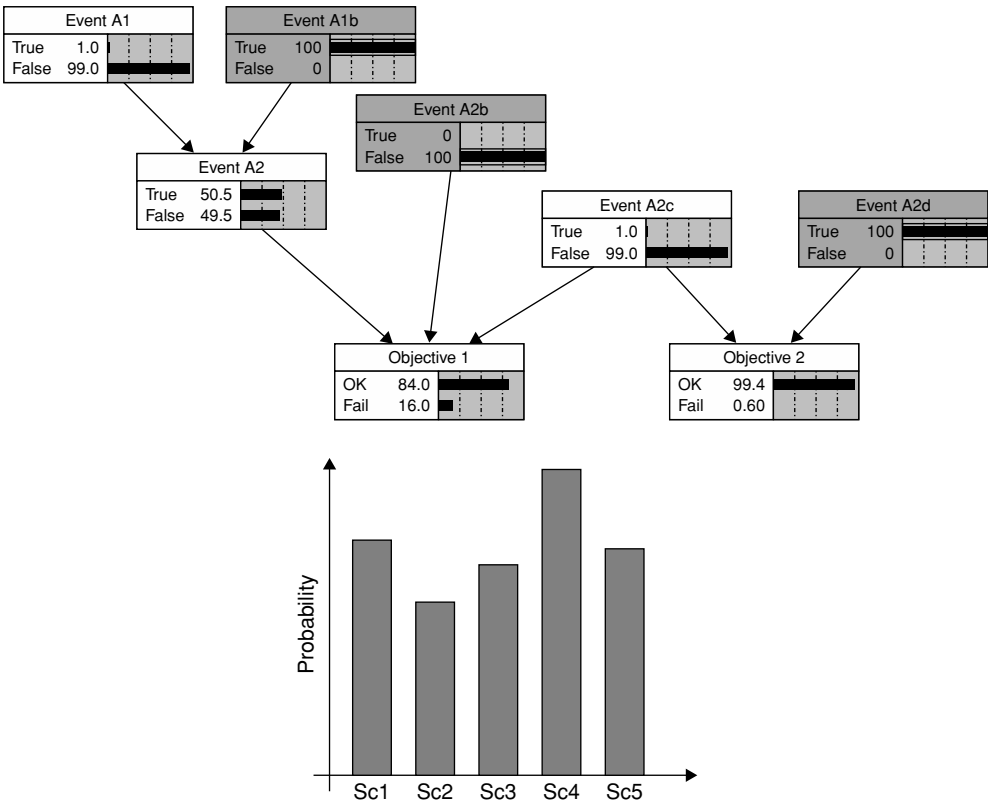 Event A1
True 1.0
False 99.0
Event A1b
True 100
False 0
Event A2b
True 0
False 100
Event A2
True 50.5
False 49.5
Event A2c
True 1.0
False 99.0
Event A2d
True 100
False 0
Objective 1
OK 84.0
Fail 16.0
Objective 2
OK 99.4
Fail 0.60
Probability
Sc1 Sc2 Sc3 Sc4 Sc5